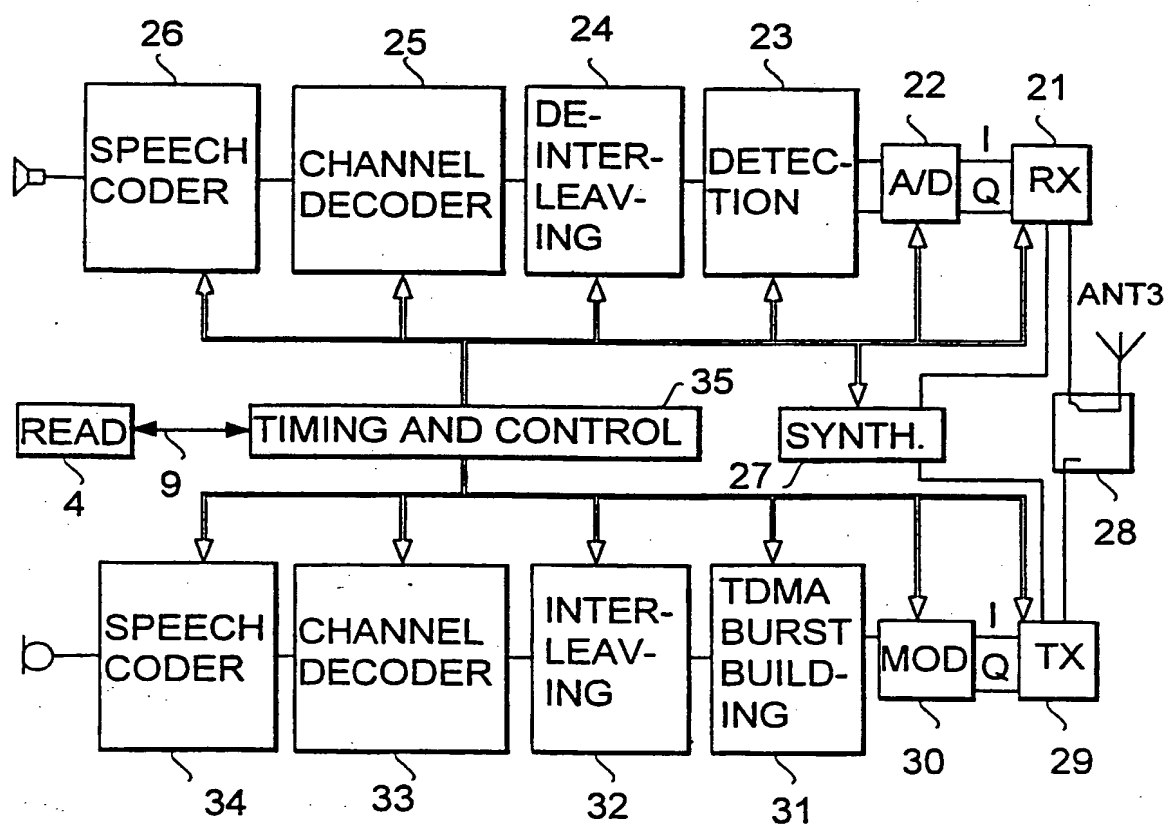 26
25
24
23
22
21
SPEECH
CODER
CHANNEL
DECODER
DE-
INTER-
LEAV-
ING
DETEC-
TION
A/D
I
Q
RX
ANT3
35
READ
TIMING AND CONTROL
SYNTH.
4
9
27
28
SPEECH
CODER
CHANNEL
DECODER
INTER-
LEAV-
ING
TDMA
BURST
BUILD-
ING
MOD
I
Q
TX
34
33
32
31
30
29